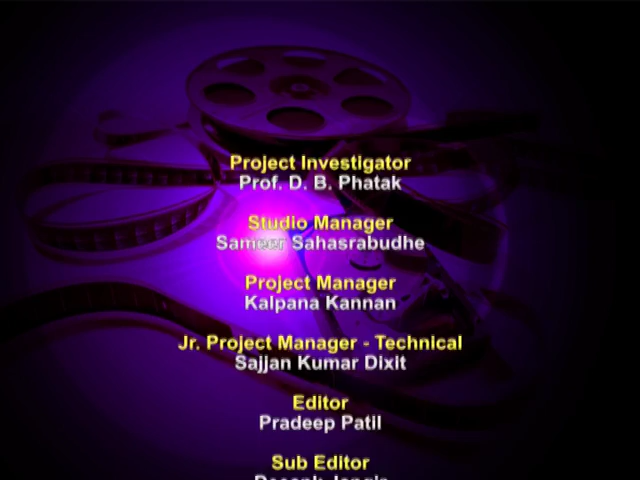 Project Investigator
Prof. D. B. Phatak
Studio Manager
Sameer Sahasrabudhe
Project Manager
Kalpana Kannan
Jr. Project Manager - Technical
Sajjan Kumar Dixit
Editor
Pradeep Patil
Sub Editor